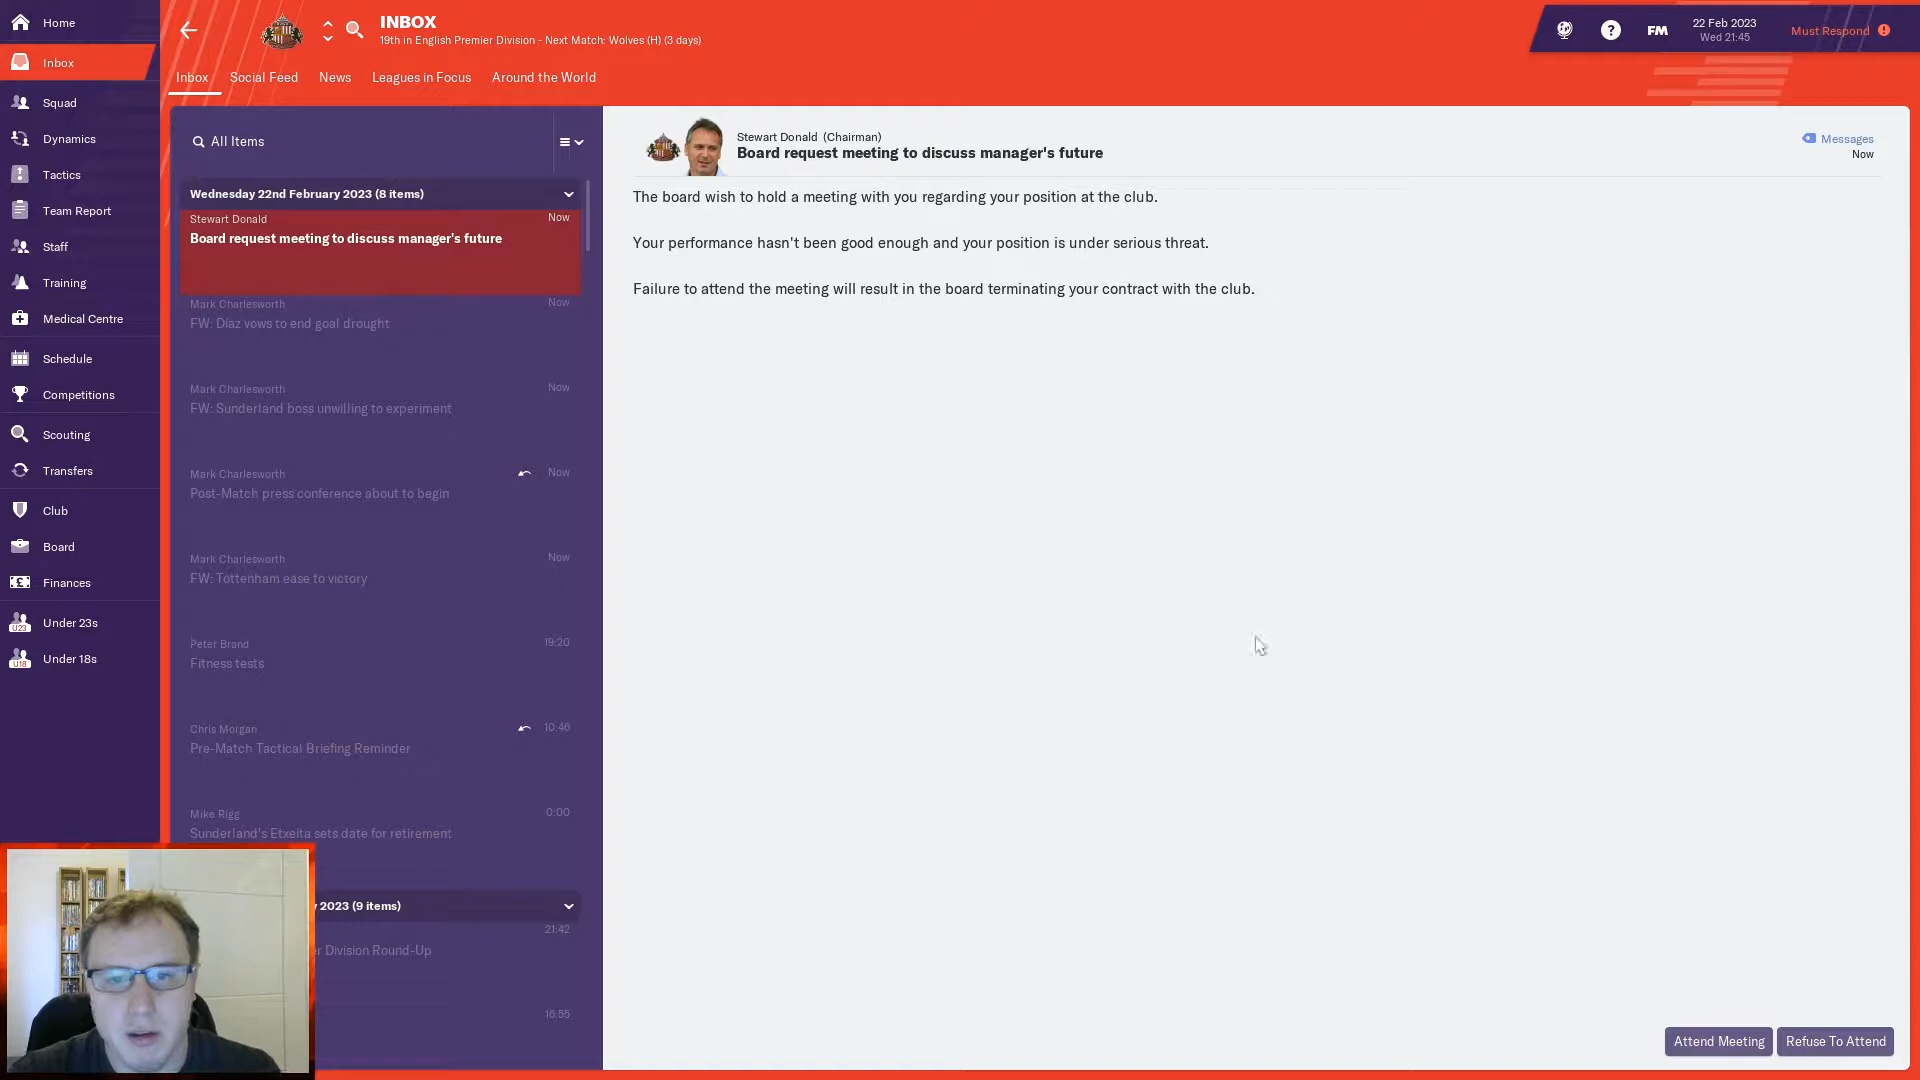 Home
Inbox
Squad
Dynamics
Tactics
Team Report
Staff
Training
Medical Centre
Schedule
Competitions
Scouting
Transfers
Club
Board
Finances
U23 Under 23s
U18 Under 18s
INBOX
19th in English Premier Division - Next Match: Wolves (H) (3 days)
FM
22 Feb 2023
Wed 21:45
Must Respond
Inbox Social Feed News Leagues in Focus Around the World
All Items
Wednesday 22nd February 2023 (8 items)
Stewart Donald Now
Board request meeting to discuss manager's future
Mark Charlesworth Now
FW: Díaz vows to end goal drought
Mark Charlesworth Now
FW: Sunderland boss unwilling to experiment
Mark Charlesworth Now
Post-Match press conference about to begin
Mark Charlesworth Now
FW: Tottenham ease to victory
Peter Brand 19:20
Fitness tests
Chris Morgan 10:46
Pre-Match Tactical Briefing Reminder
Mike Rigg 0:00
Sunderland's Etxeita sets date for retirement
2023 (9 items)
21:42
Division Round-Up
16:55
Stewart Donald (Chairman)
Board request meeting to discuss manager's future
Messages
Now
The board wish to hold a meeting with you regarding your position at the club.
Your performance hasn't been good enough and your position is under serious threat.
Failure to attend the meeting will result in the board terminating your contract with the club.
Attend Meeting Refuse To Attend